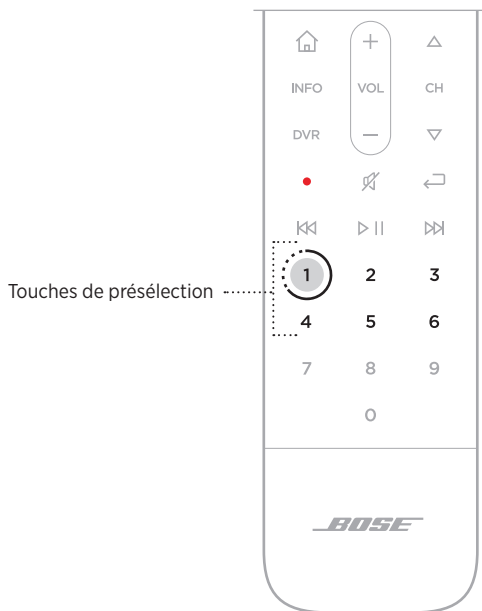 +
INFO VOL CH
DVR −
1 2 3
Touches de présélection
4 5 6
7 8 9
0
BOSE